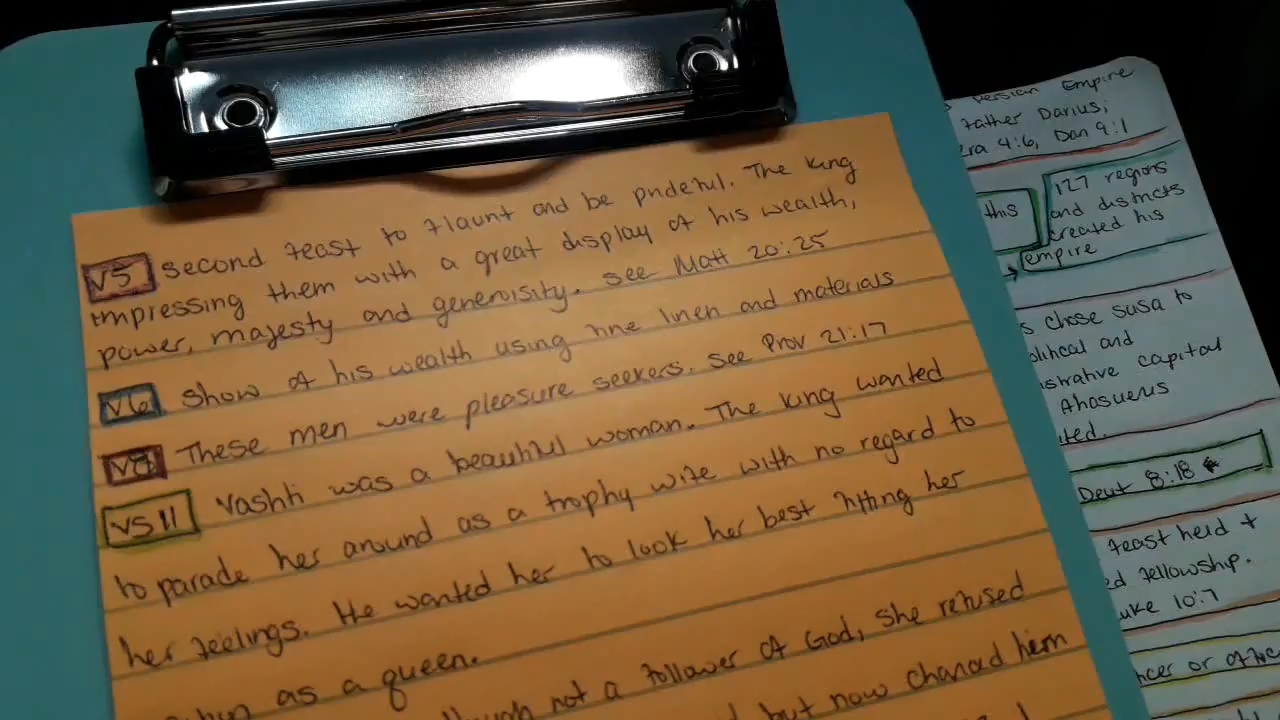 V5 second feast to flaunt and be prideful. The king
impressing them with a great display of his wealth,
power, majesty and generoisity. see Matt 20:25
V6 Show of his wealth using fine linen and materials
V8 These men were pleasure seekers. see Prov 21:17
VS 11 Vashti was a beautiful woman. The king wanted
to parade her around as a trophy wife with no regard to
her feelings. He wanted her to look her best fitting her
as a queen.
not a follower of God, she refused
but now
him
Persian Empire
Father Darius;
4:6, Dan 9:1
this
127 regions
and districts
created his
empire
chose susa to
and
capital
Ahasuerus
Deut 8:18
feast held +
fellowship.
10:7
or